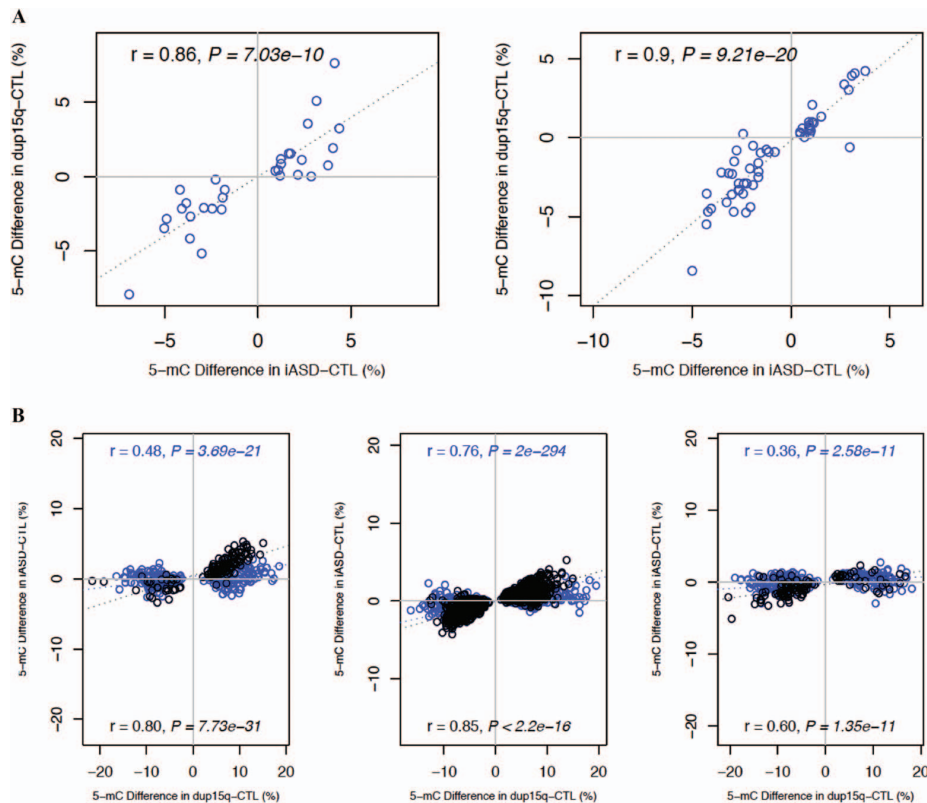 A
r = 0.86, P = 7.03e−10
5−mC Difference in dup15q−CTL (%)
5
0
−5
−5 0 5
5−mC Difference in iASD−CTL (%)
r = 0.9, P = 9.21e−20
5−mC Difference in dup15q−CTL (%)
5
0
−5
−10
−10 −5 0 5
5−mC Difference in iASD−CTL (%)
B
r = 0.48, P = 3.69e−21
5−mC Difference in iASD−CTL (%)
20
10
0
−10
−20
r = 0.80, P = 7.73e−31
−20 −10 0 10 20
5−mC Difference in dup15q−CTL (%)
r = 0.76, P = 2e−294
5−mC Difference in iASD−CTL (%)
20
10
0
−10
r = 0.85, P < 2.2e−16
−20 −10 0 10 20
5−mC Difference in dup15q−CTL (%)
r = 0.36, P = 2.58e−11
5−mC Difference in iASD−CTL (%)
20
10
0
−10
−20
r = 0.60, P = 1.35e−11
−20 −10 0 10 20
5−mC Difference in dup15q−CTL (%)